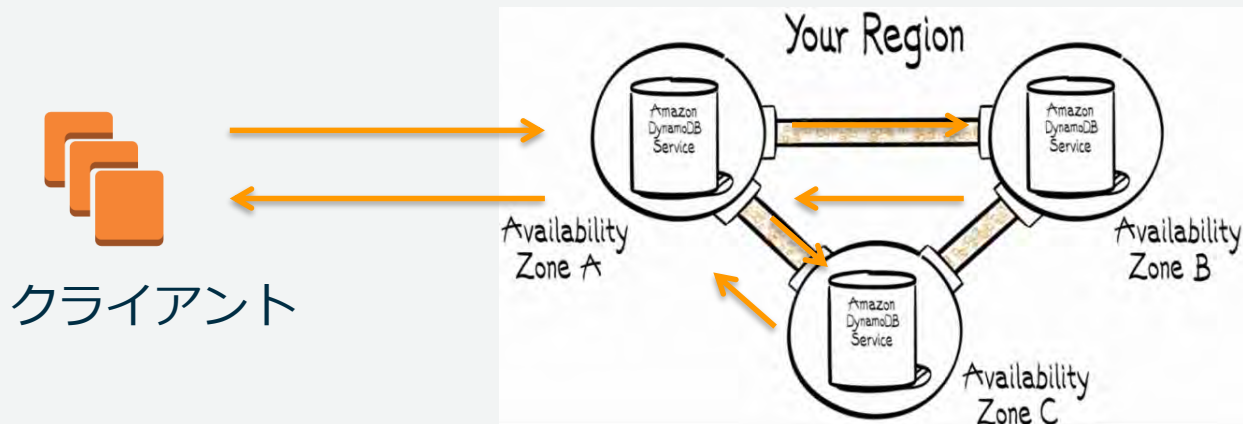 Your Region
Amazon
DynamoDB
Service
Amazon
DynamoDB
Service
Availability
Zone A
Availability
Zone B
クライアント
Amazon
DynamoDB
Service
Availability
Zone C